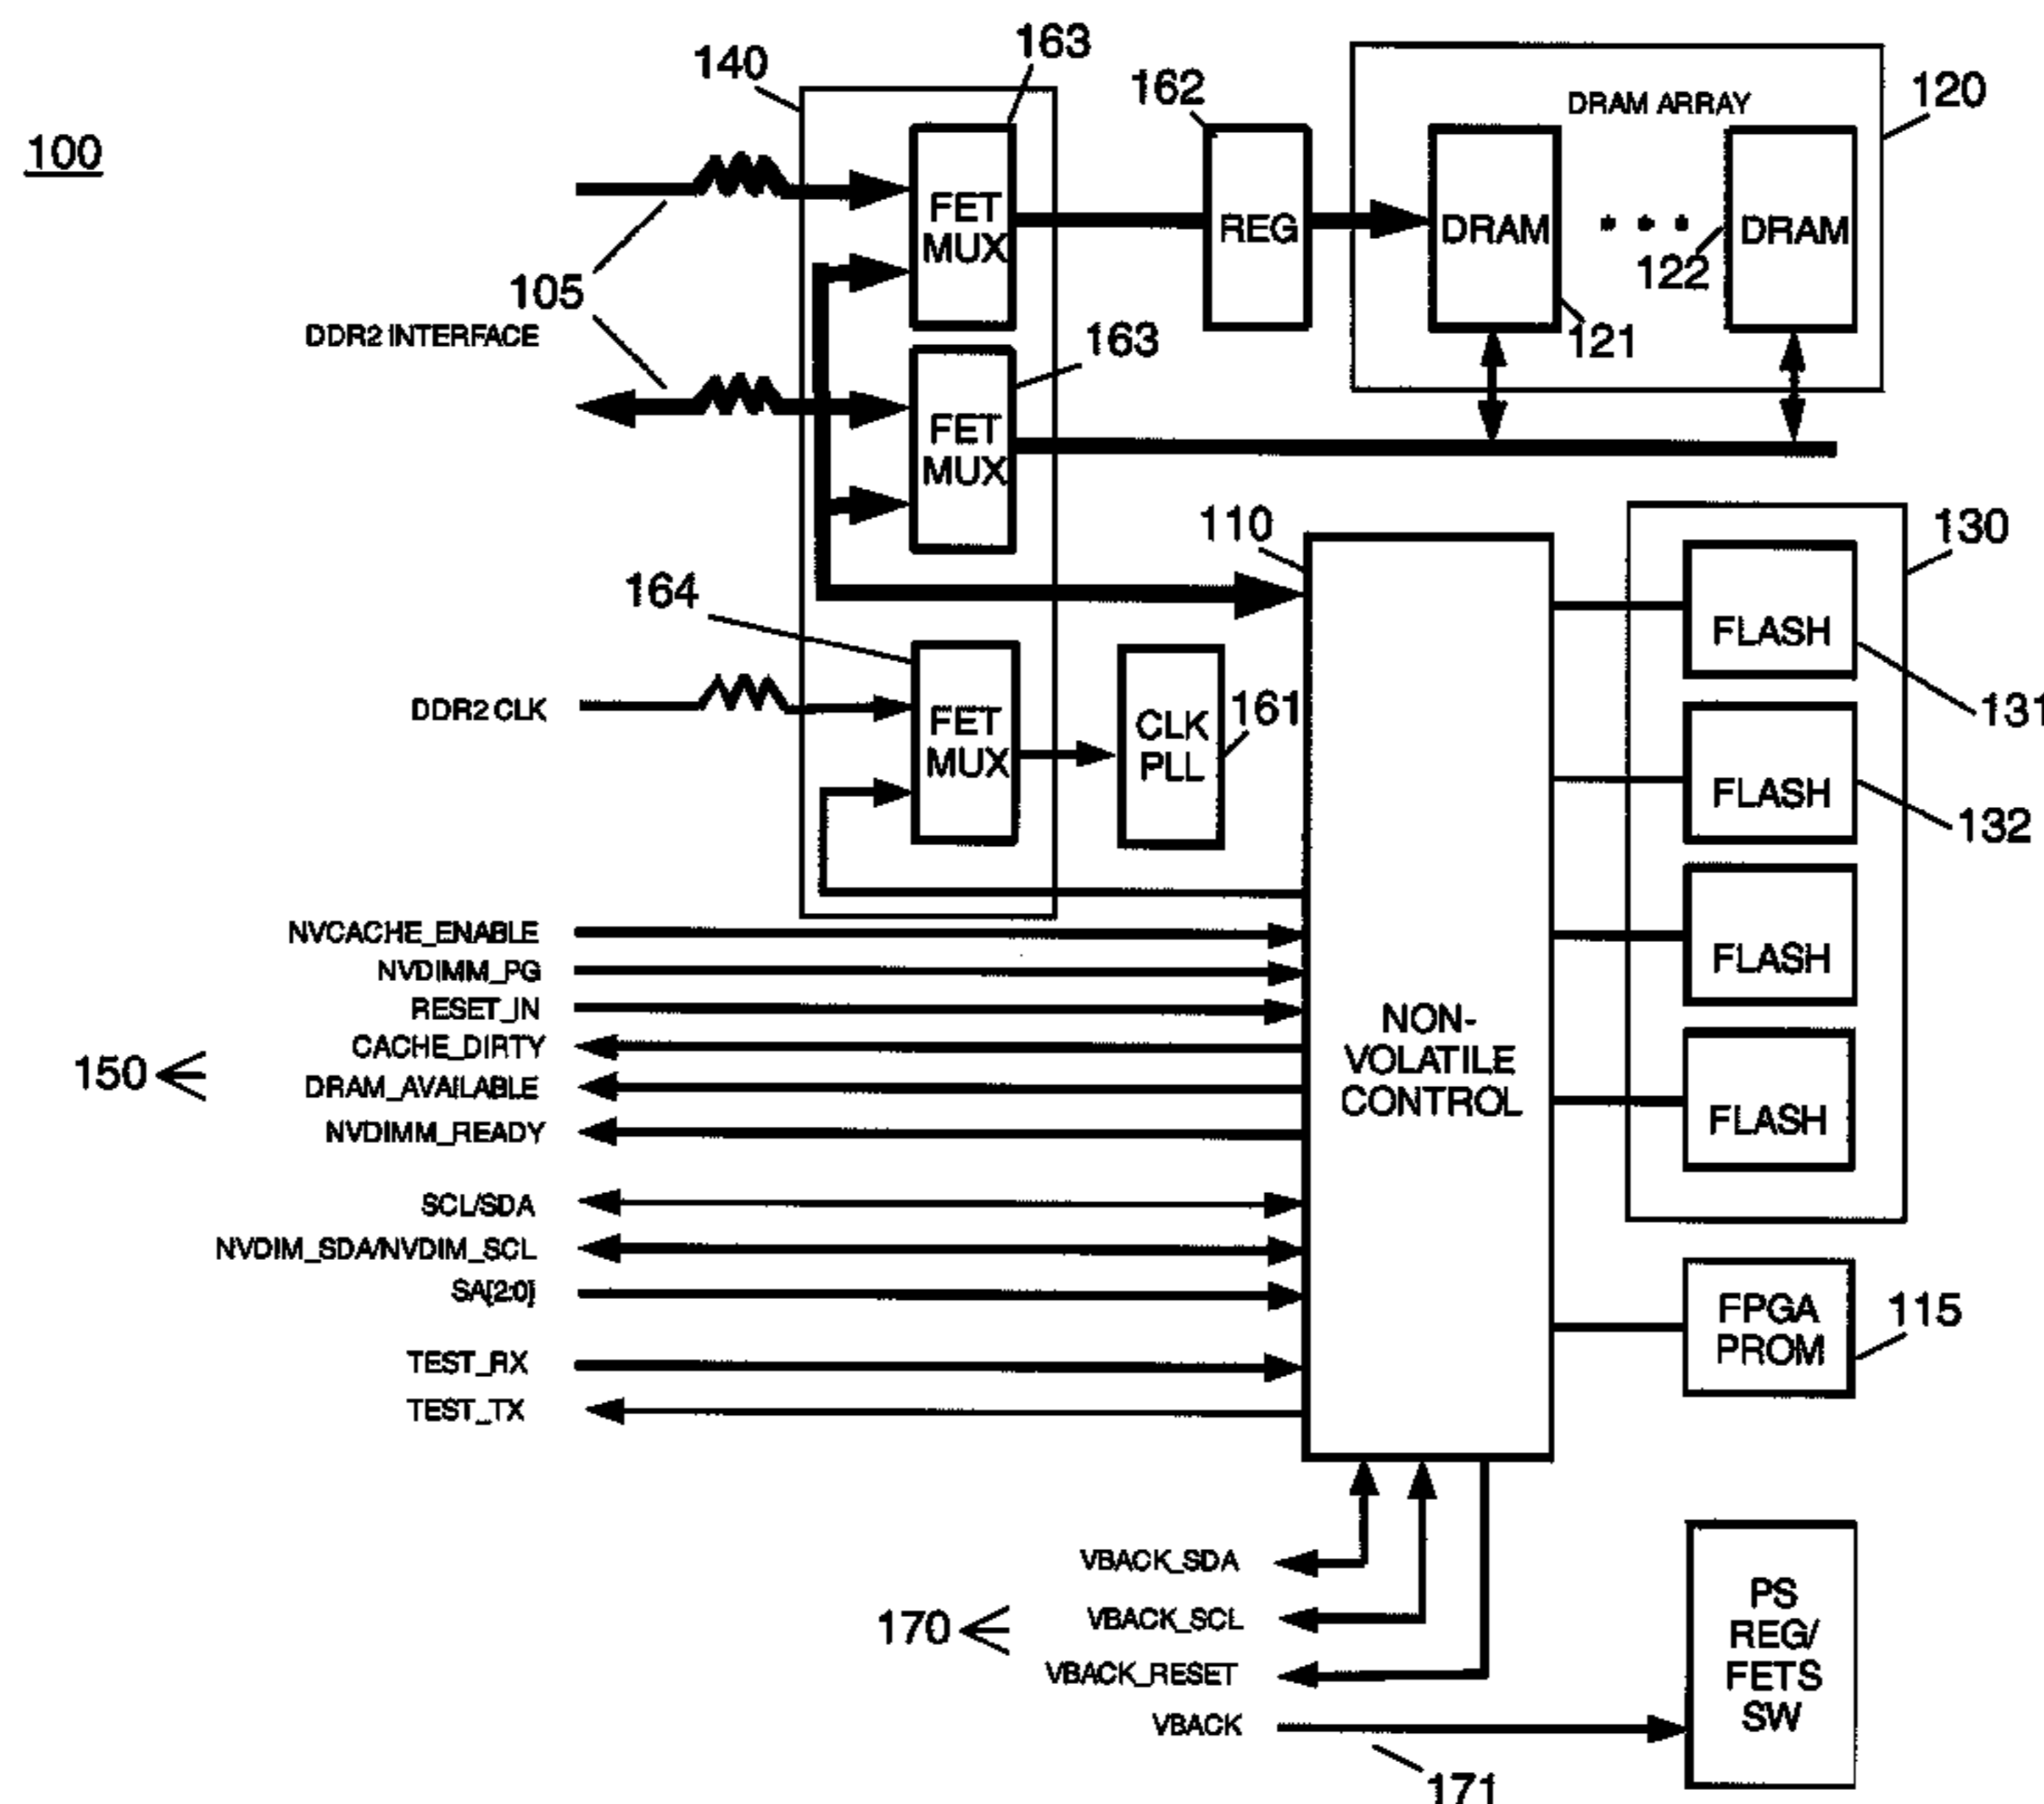 100
140
163
162
DRAM ARRAY
120
FET
MUX
REG
DRAM
DRAM
122
121
105
DDR2 INTERFACE
163
FET
MUX
110
130
164
FLASH
131
DDR2 CLK
FET
MUX
CLK
PLL
161
FLASH
132
NVCACHE_ENABLE
NVDIMM_PG
FLASH
RESET_IN
NON-
VOLATILE
CONTROL
CACHE_DIRTY
150
DRAM_AVAILABLE
NVDIMM_READY
FLASH
SCL/SDA
NVDIM_SDA/NVDIM_SCL
SA[2:0]
FPGA
PROM
115
TEST_RX
TEST_TX
VBACK_SDA
170
VBACK_SCL
VBACK_RESET
VBACK
PS
REG/
FETS
SW
171